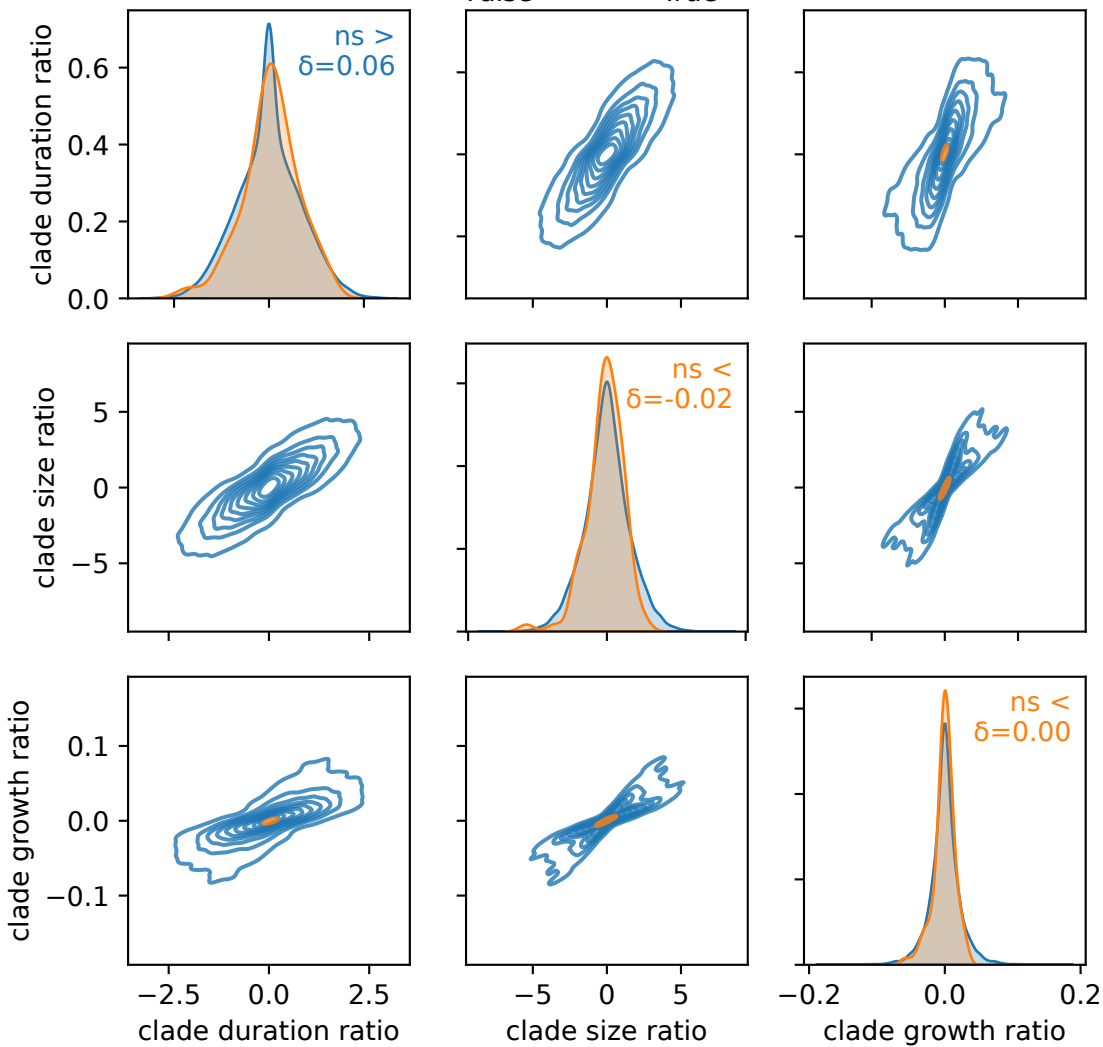 ns >
δ=0.06
clade duration ratio
0.6
0.4
0.2
0.0
ns <
δ=-0.02
clade size ratio
5
0
−5
ns <
δ=0.00
clade growth ratio
0.1
0.0
−0.1
−2.5 0.0 2.5 −5 0 5 −0.2 0.0 0.2
clade duration ratio clade size ratio clade growth ratio